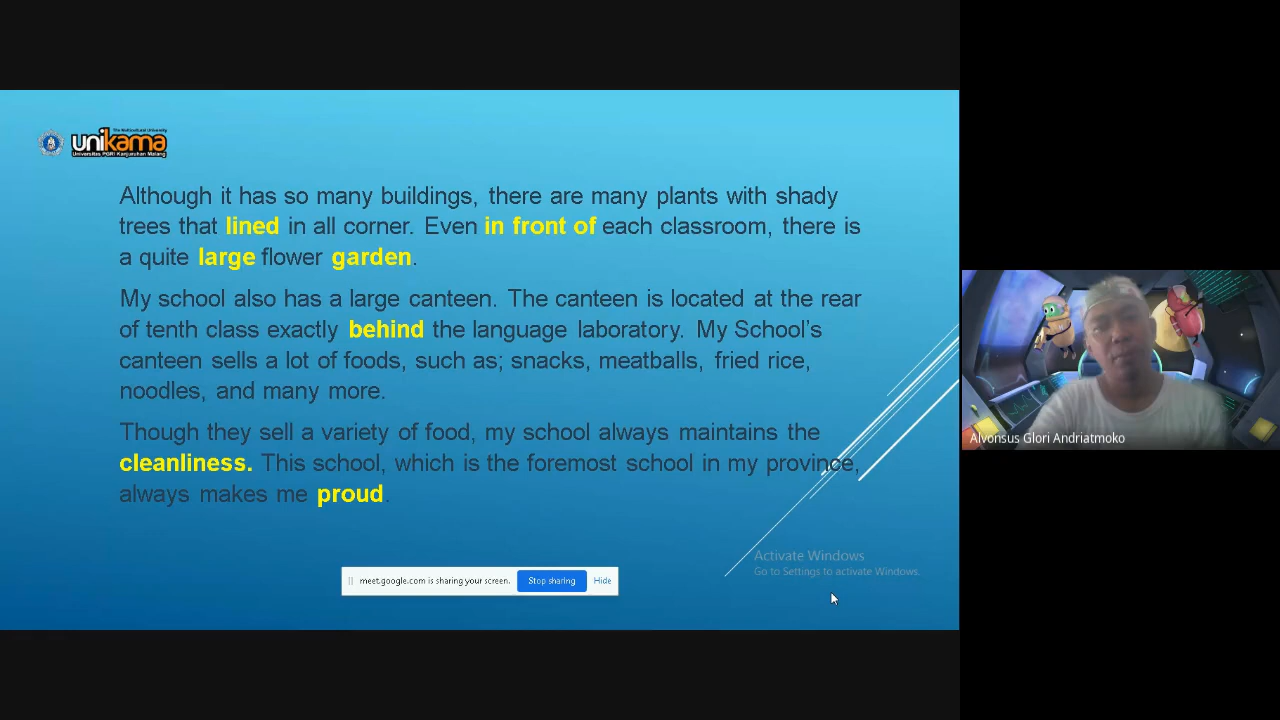 The Multicultural University
unikama
Universitas PGRI Kanjuruhan Malang
Although it has so many buildings, there are many plants with shady
trees that lined in all corner. Even in front of each classroom, there is
a quite large flower garden.
My school also has a large canteen. The canteen is located at the rear
of tenth class exactly behind the language laboratory. My School's
canteen sells a lot of foods, such as; snacks, meatballs, fried rice,
noodles, and many more.
Though they sell a variety of food, my school always maintains the
cleanliness. This school, which is the foremost school in my province,
always makes me proud.
Activate Windows
Go to Settings to activate Windows.
meet.google.com is sharing your screen. Stop sharing Hide
Alvonsus Glori Andriatmoko